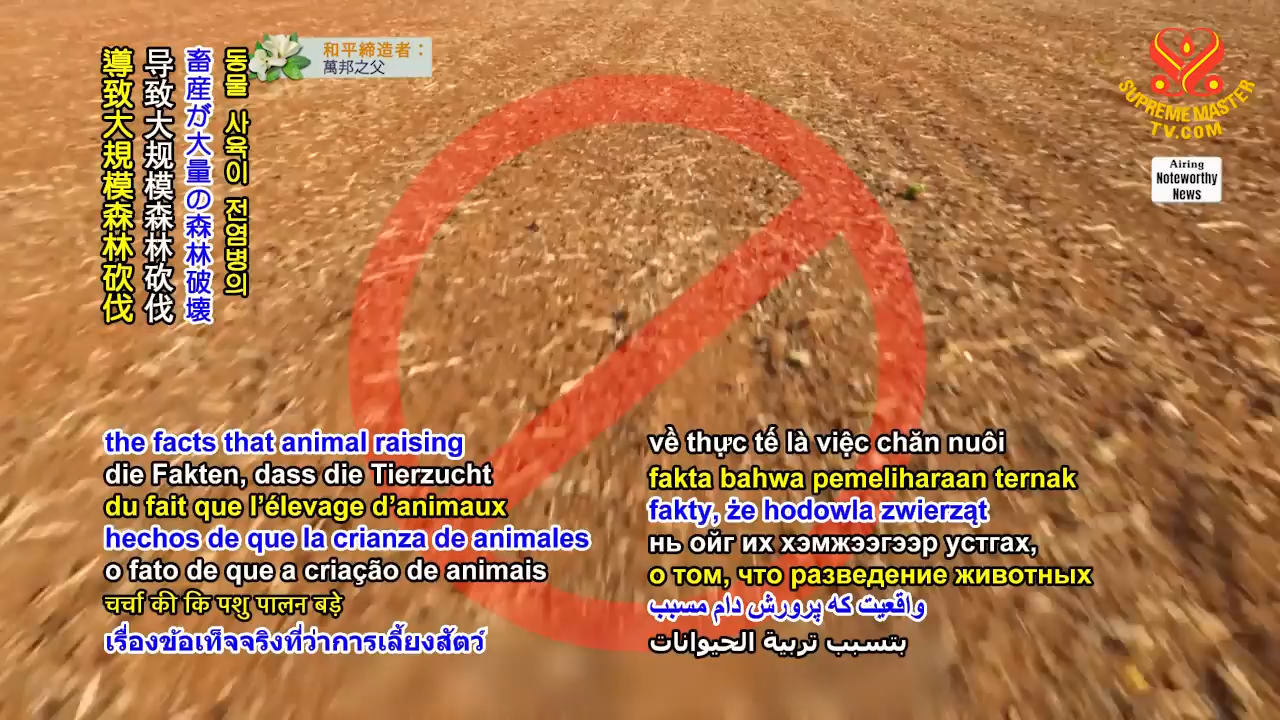 導致大規模森林砍伐
导致大规模森林砍伐
畜産が大量の森林破壊
동물 사육이 전염병의
和平締造者：
萬邦之父
SUPREME MASTER
TV.COM
Airing
Noteworthy
News
the facts that animal raising
die Fakten, dass die Tierzucht
du fait que l’élevage d’animaux
hechos de que la crianza de animales
o fato de que a criação de animais
चर्चा की कि पशु पालन बड़े
เรื่องข้อเท็จจริงที่ว่าการเลี้ยงสัตว์
về thực tế là việc chăn nuôi
fakta bahwa pemeliharaan ternak
fakty, że hodowla zwierząt
нь ойг их хэмжээгээр устгах,
о том, что разведение животных
واقعیت که پرورش دام مسبب
بتسبب تربية الحيوانات